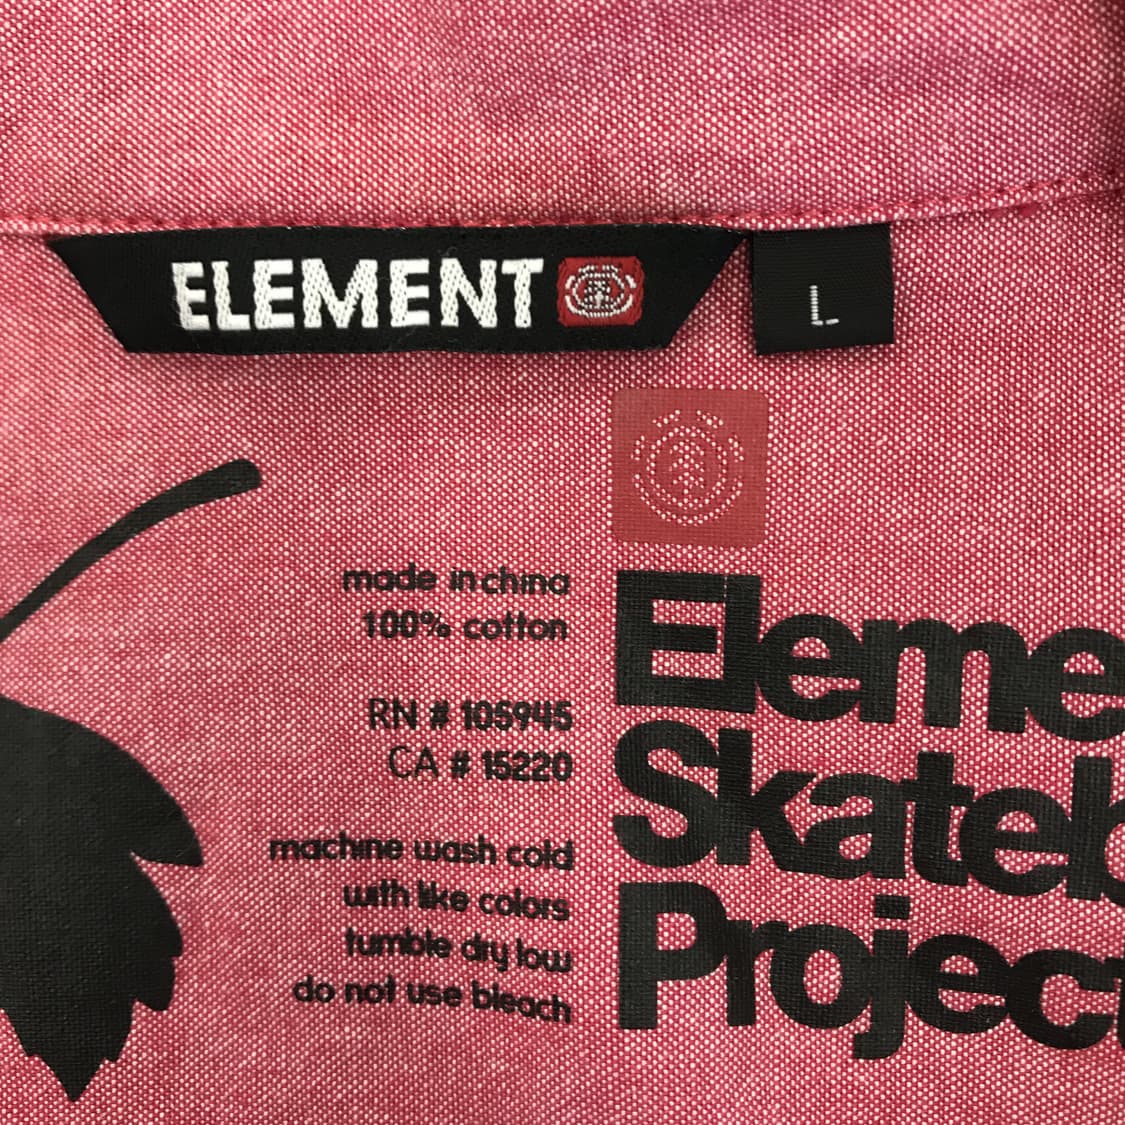 ELEMENT
L
made in china
100% cotton
RN # 105945
CA # 15220
machine wash cold
with like colors
tumble dry low
do not use bleach
Eleme
Skateb
Project